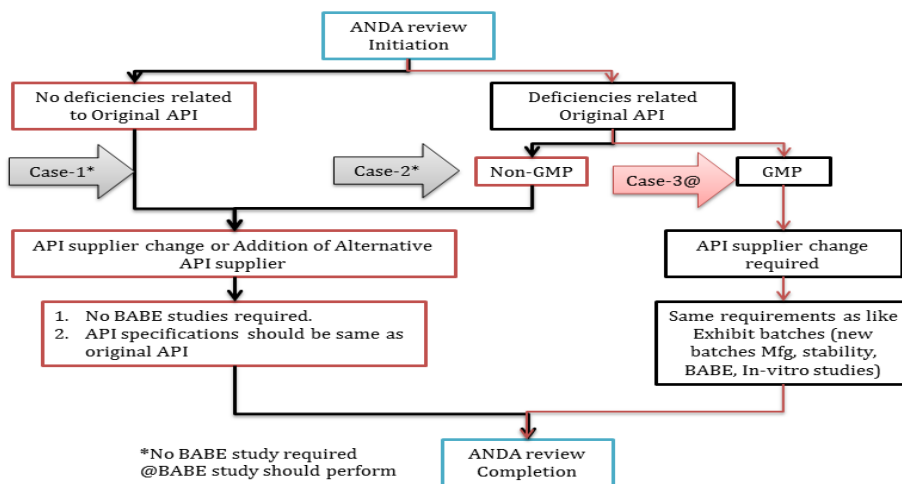 ANDA review
Initiation
No deficiencies related
to Original API
Deficiencies related
Original API
Case-1*
Case-2*
Non-GMP
Case-3@
GMP
API supplier change or Addition of Alternative
API supplier
API supplier change
required
1. No BABE studies required.
2. API specifications should be same as
original API
Same requirements as like
Exhibit batches (new
batches Mfg, stability,
BABE, In-vitro studies)
*No BABE study required
@BABE study should perform
ANDA review
Completion